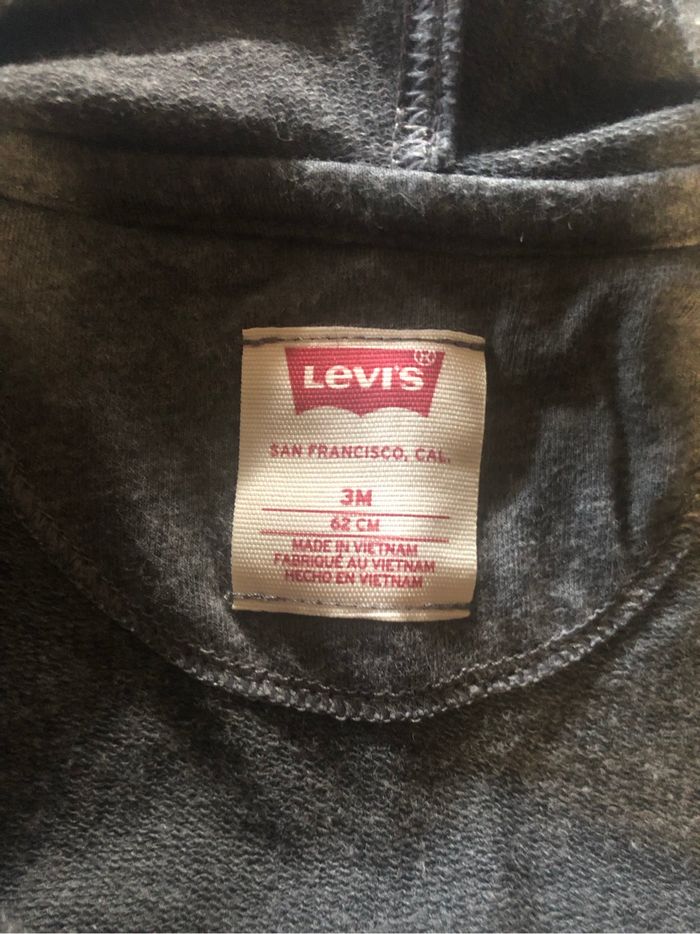 Levi's®
SAN FRANCISCO, CAL.
3M
62 CM
MADE IN VIETNAM
FABRIQUÉ AU VIETNAM
HECHO EN VIETNAM